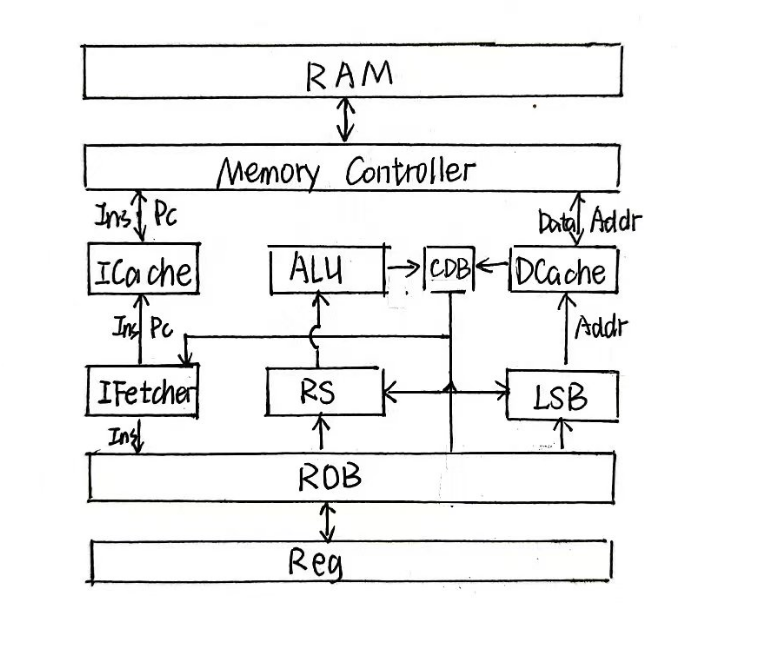 RAM
Memory Controller
Ins Pc
Data Addr
ICache
ALU
CDB
DCache
Ins Pc
Addr
IFetcher
RS
LSB
Ins
ROB
Reg